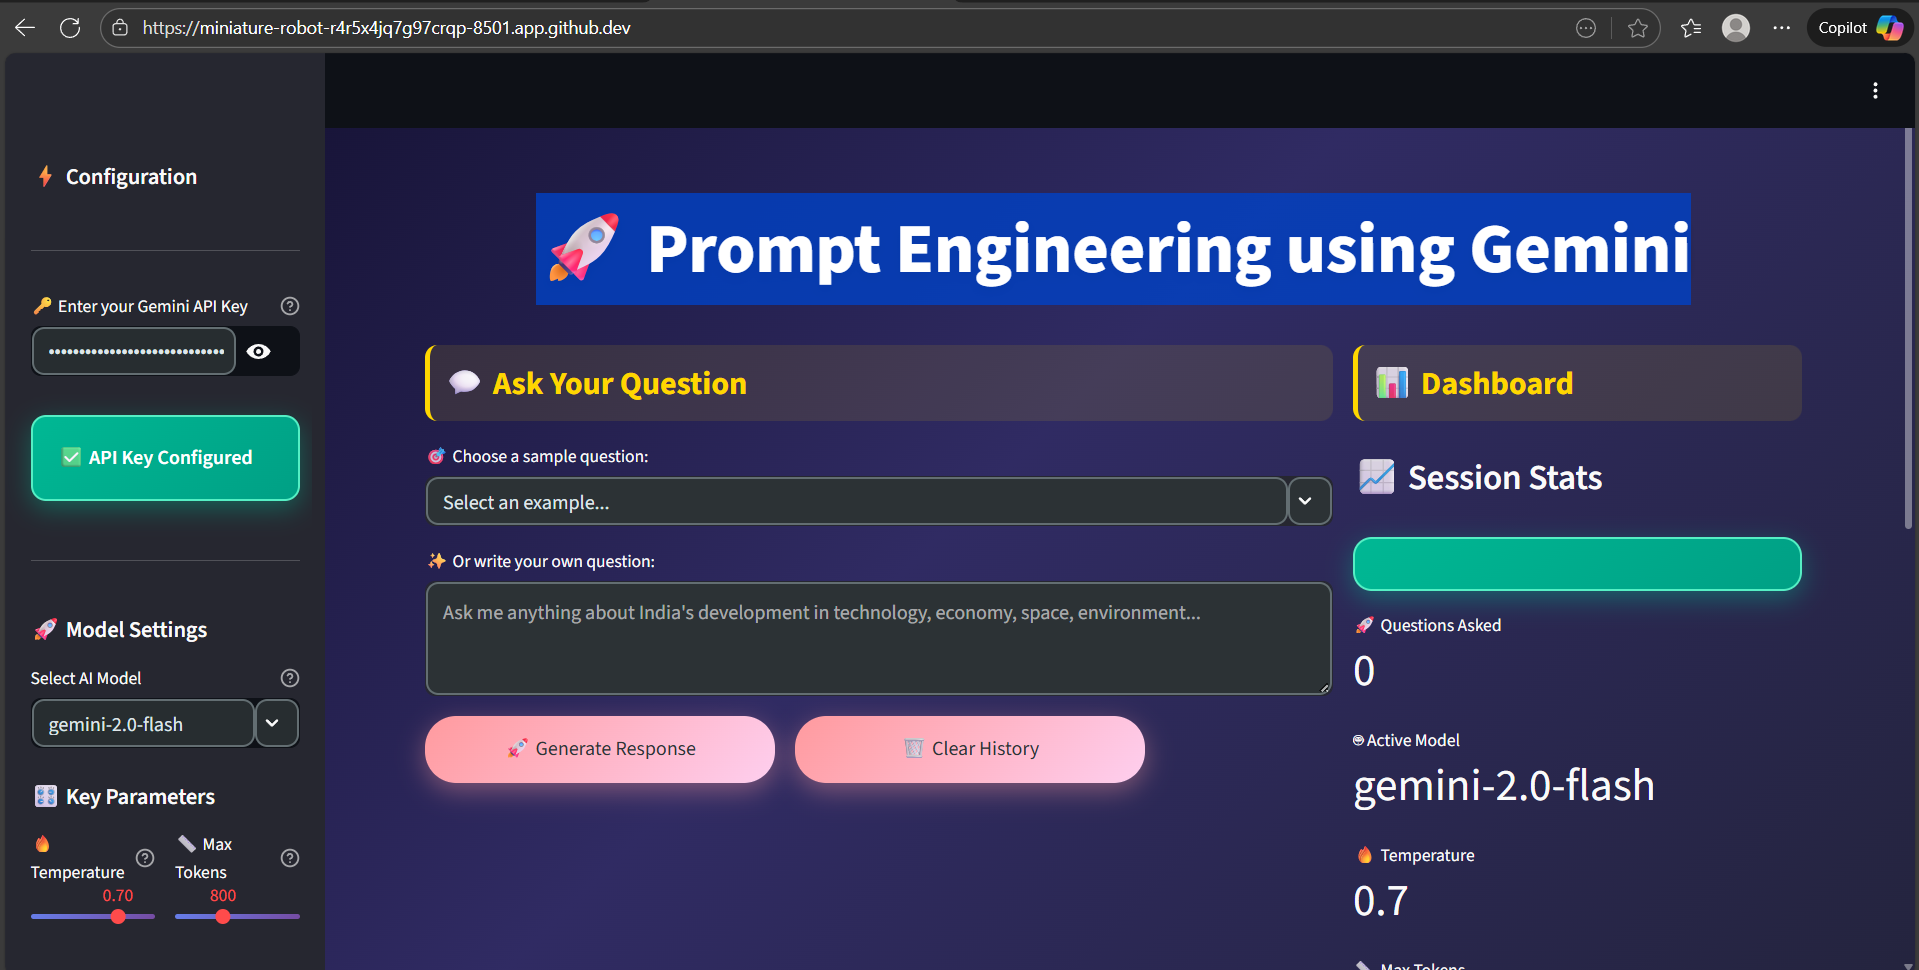 https://miniature-robot-r4r5x4jq7g97crqp-8501.app.github.dev
Copilot
Configuration
Enter your Gemini API Key
••••••••••••••••••••••••••••••
API Key Configured
Model Settings
Select AI Model
gemini-2.0-flash
Key Parameters
Temperature
0.70
Max
Tokens
800
Prompt Engineering using Gemini
Ask Your Question
Choose a sample question:
Select an example...
Or write your own question:
Ask me anything about India's development in technology, economy, space, environment...
Generate Response
Clear History
Dashboard
Session Stats
Questions Asked
0
Active Model
gemini-2.0-flash
Temperature
0.7
Max Tokens